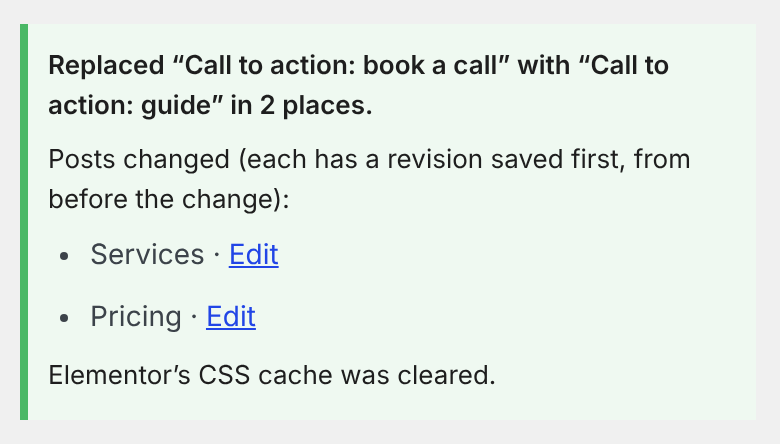 Replaced “Call to action: book a call” with “Call to
action: guide” in 2 places.
Posts changed (each has a revision saved first, from
before the change):
• Services · Edit
• Pricing · Edit
Elementor’s CSS cache was cleared.